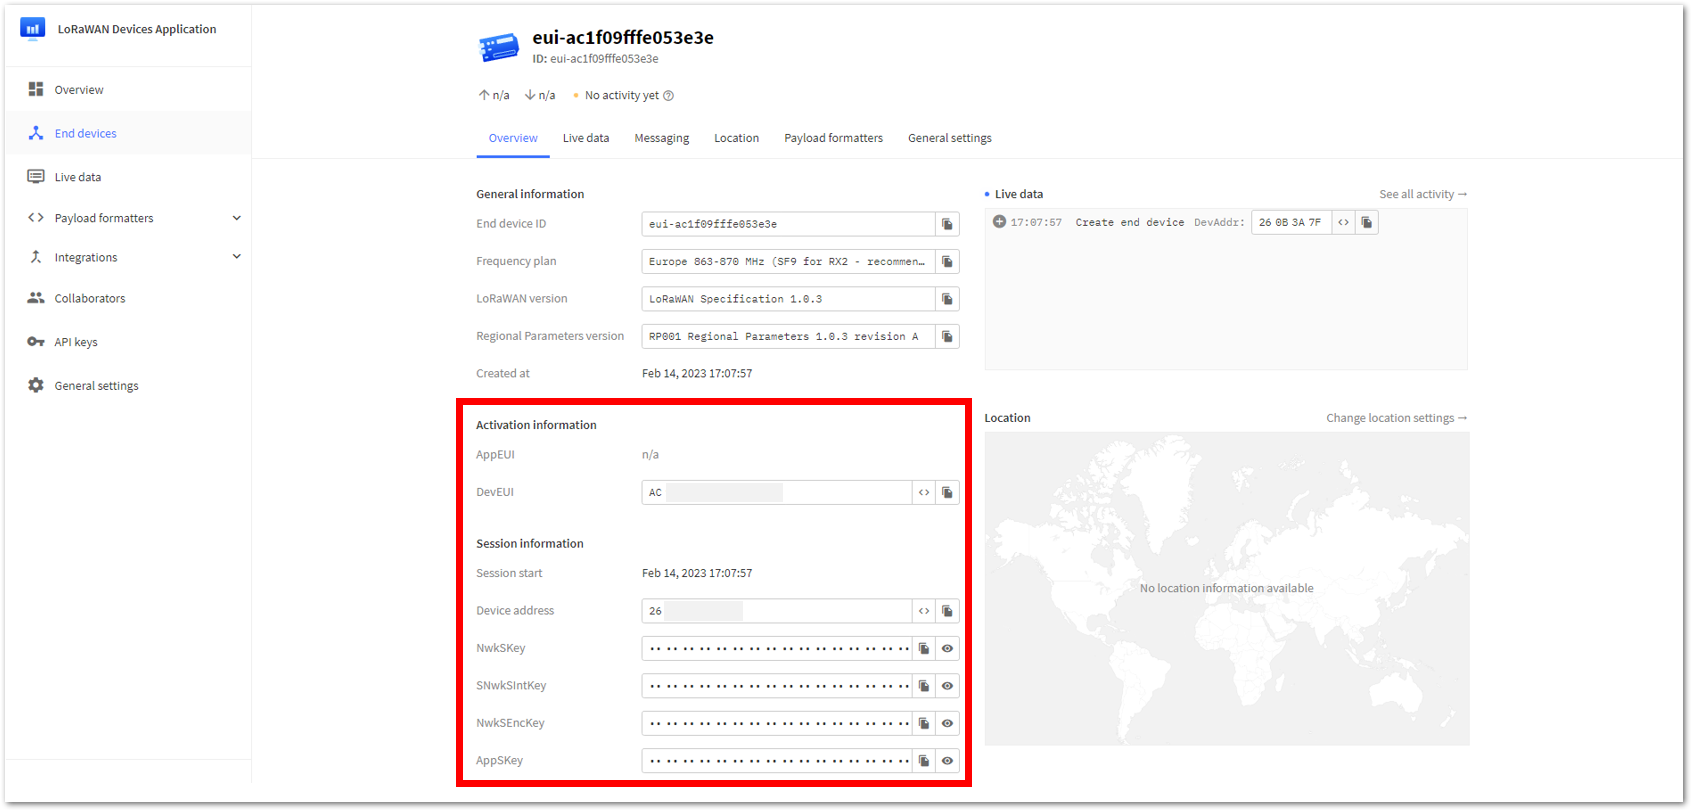 LoRaWAN Devices Application
Overview
End devices
Live data
Payload formatters
Integrations
Collaborators
API keys
General settings
eui-ac1f09fffe053e3e
ID: eui-ac1f09fffe053e3e
n/a n/a No activity yet
Overview Live data Messaging Location Payload formatters General settings
General information
End device ID eui-ac1f09fffe053e3e
Frequency plan Europe 863-870 MHz (SF9 for RX2 - recommen…
LoRaWAN version LoRaWAN Specification 1.0.3
Regional Parameters version RP001 Regional Parameters 1.0.3 revision A
Created at Feb 14, 2023 17:07:57
Activation information
AppEUI n/a
DevEUI AC
Session information
Session start Feb 14, 2023 17:07:57
Device address 26
NwkSKey
SNwkSIntKey
NwkSEncKey
AppSKey
Live data See all activity →
17:07:57 Create end device DevAddr: 26 0B 3A 7F
Location Change location settings →
No location information available